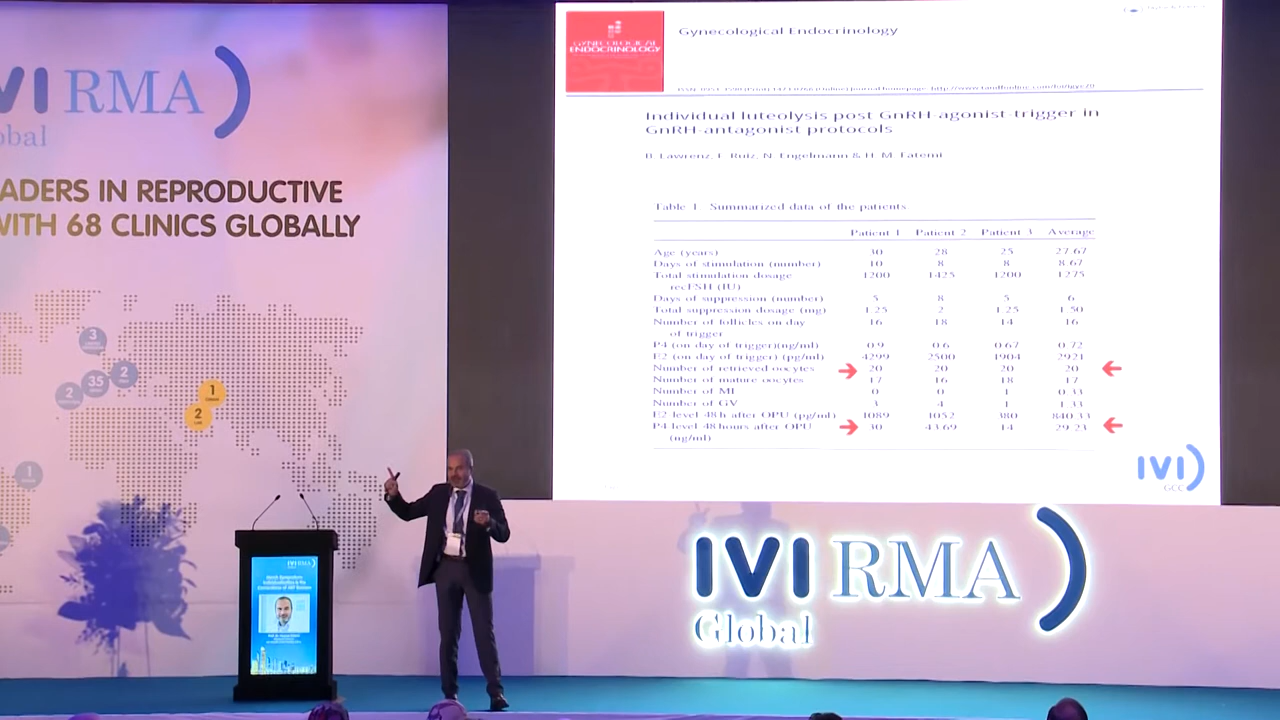 IVI RMA
obal
ADERS IN REPRODUCTIVE
WITH 68 CLINICS GLOBALLY
3
2
35
2
1
2
1
GYNECOLOGICAL
ENDOCRINOLOGY
Gynecological Endocrinology
Individual luteolysis post GnRH-agonist-trigger in
GnRH-antagonist protocols
B. Lawrenz, F. Ruiz, N. Engelmann & H. M. Fatemi
Table 1 Summarized data of the patients
Patient 1 Patient 2 Patient 3 Average
Age (years) 30 28 25 27.67
Days of stimulation (number) 10 8 8 8.67
Total stimulation dosage 1200 1425 1200 1275
recFSH (IU)
Days of suppression (number) 5 8 5 6
Total suppression dosage (mg) 1.25 2 1.25 1.50
Number of follicles on day 16 18 14 16
of trigger
P4 (on day of trigger)(ng/ml) 0.9 0.6 0.67 0.72
E2 (on day of trigger) (pg/ml) 4299 2500 1904 2921
Number of retrieved oocytes 20 20 20 20
Number of mature oocytes 17 16 18 17
Number of MI 0 0 1 0.33
Number of GV 3 4 1 1.33
E2 level 48h after OPU (pg/ml) 1089 1052 380 840.33
P4 level 48 hours after OPU 30 43.69 14 29.23
(ng/ml)
IVI
GCC
IVI RMA
Global
IVIRMA